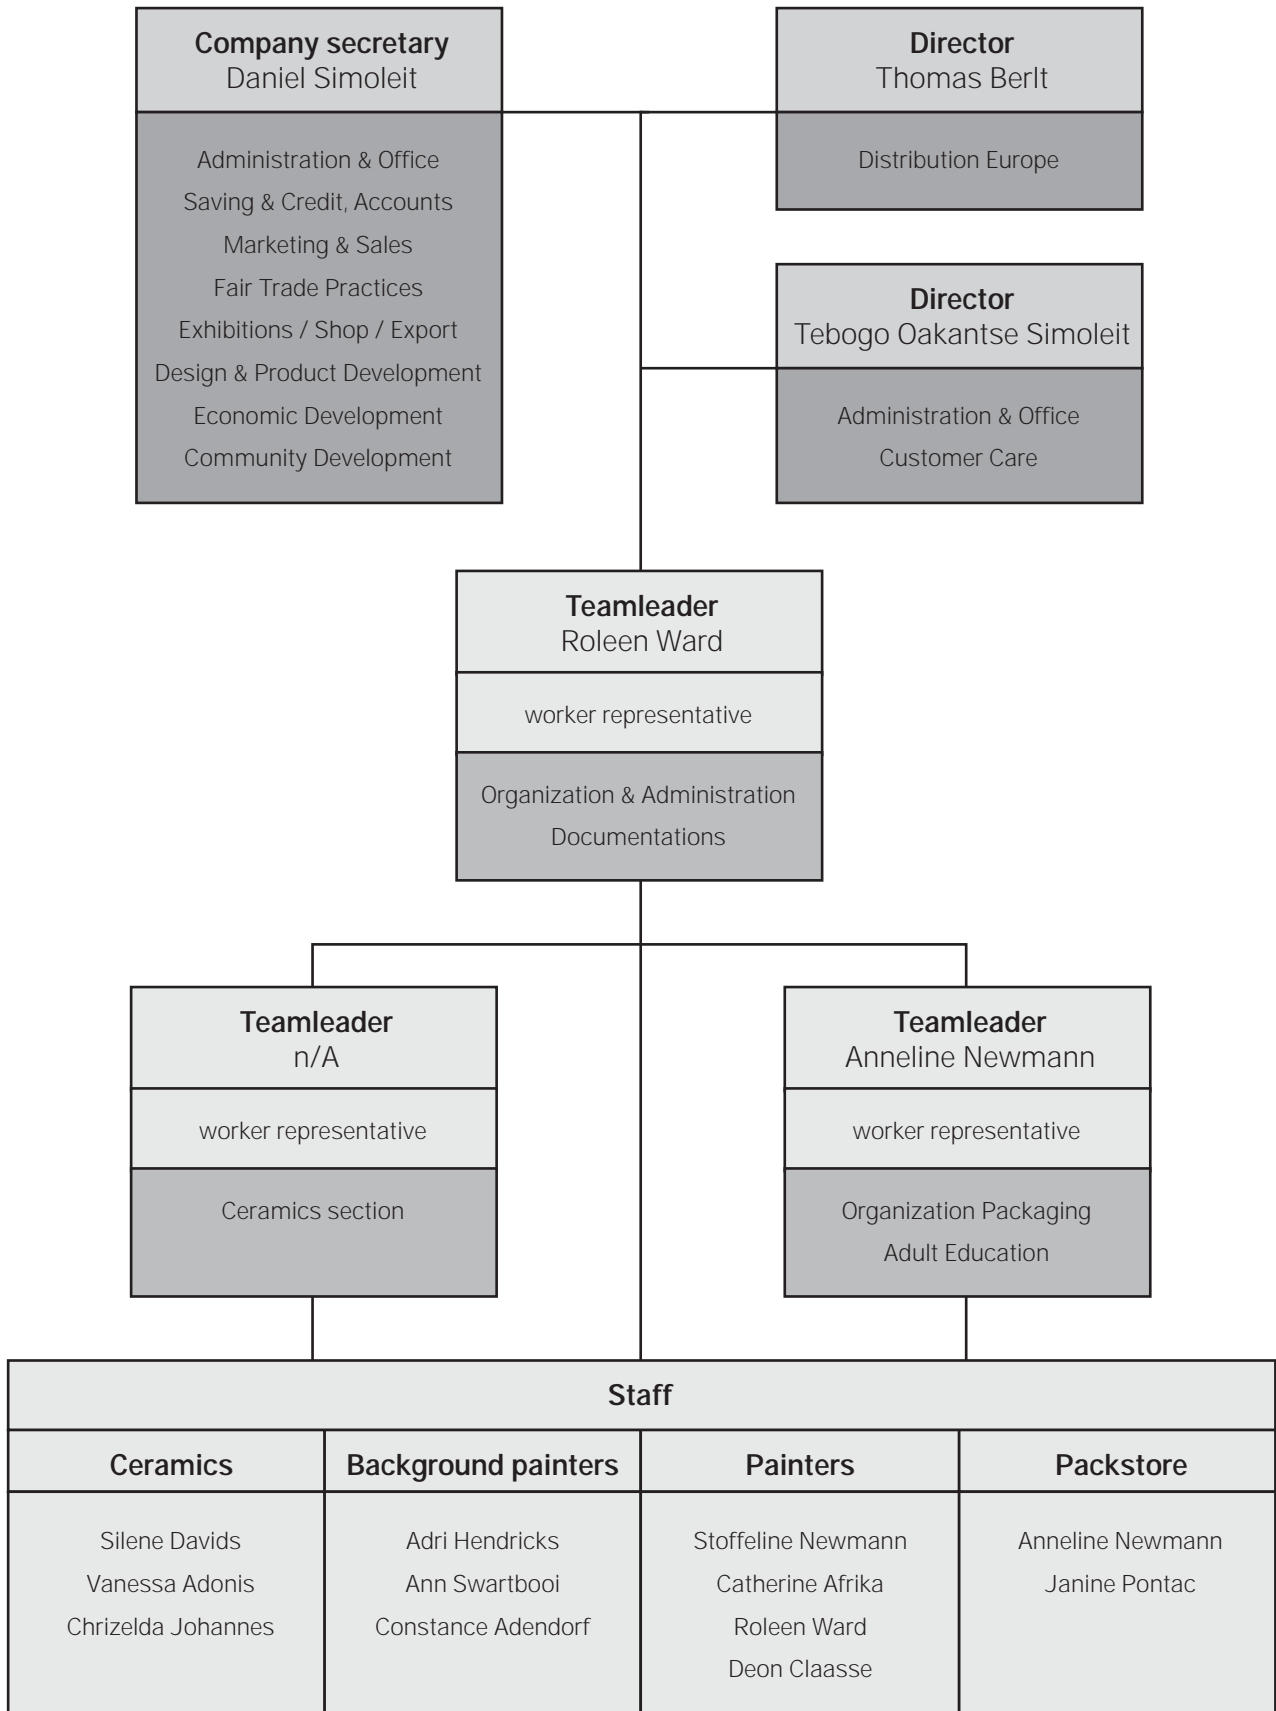 Company secretary
Daniel Simoleit
Administration & Office
Saving & Credit, Accounts
Marketing & Sales
Fair Trade Practices
Exhibitions / Shop / Export
Design & Product Development
Economic Development
Community Development
Director
Thomas Berlt
Distribution Europe
Director
Tebogo Oakantse Simoleit
Administration & Office
Customer Care
Teamleader
Roleen Ward
worker representative
Organization & Administration
Documentations
Teamleader
n/A
worker representative
Ceramics section
Teamleader
Anneline Newmann
worker representative
Organization Packaging
Adult Education
Staff
Ceramics
Silene Davids
Vanessa Adonis
Chrizelda Johannes
Background painters
Adri Hendricks
Ann Swartbooi
Constance Adendorf
Painters
Stoffeline Newmann
Catherine Afrika
Roleen Ward
Deon Claasse
Packstore
Anneline Newmann
Janine Pontac